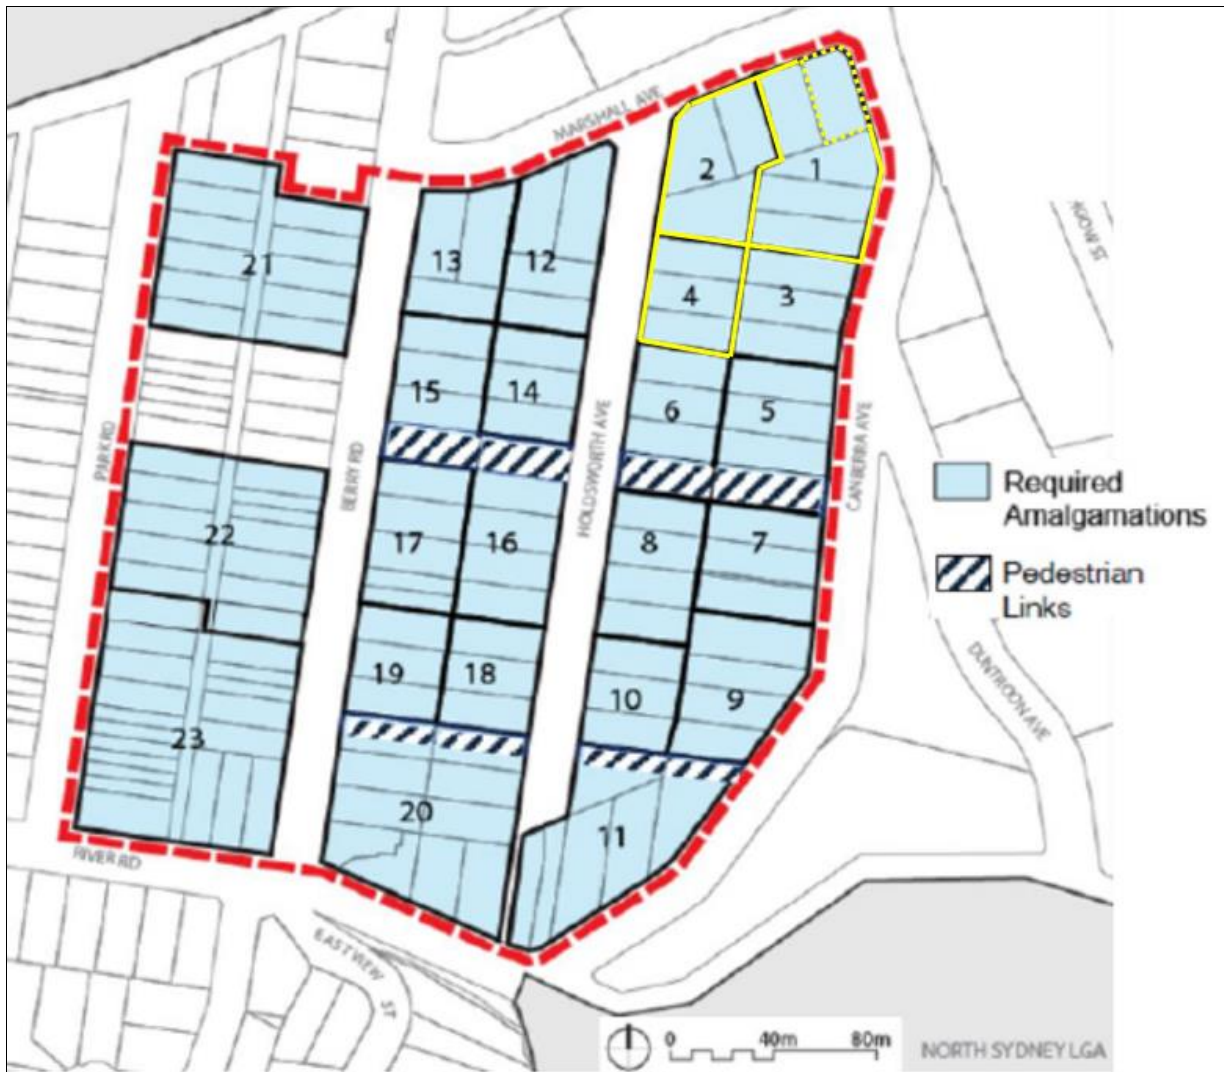 MARSHALL AVE
2
1
21
13
12
4
3
15
14
6
5
PARK RD
BERRY RD
HOLDSWORTH AVE
CANBERRA AVE
Required
Amalgamations
22
17
16
8
7
Pedestrian
Links
19
18
10
9
DUNTROON AVE
23
20
11
RIVER RD
EASTVIEW ST
0 40m 80m
NORTH SYDNEY LGA